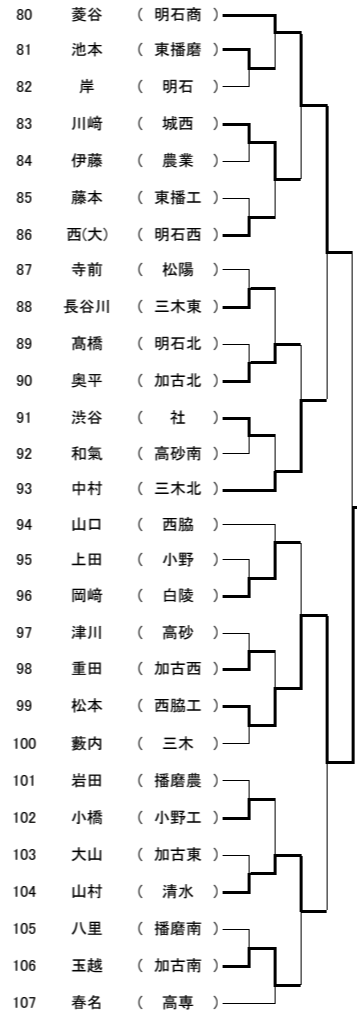 80 菱谷 ( 明石商 )
81 池本 ( 東播磨 )
82 岸 ( 明石 )
83 川﨑 ( 城西 )
84 伊藤 ( 農業 )
85 藤本 ( 東播工 )
86 西(大) ( 明石西 )
87 寺前 ( 松陽 )
88 長谷川 ( 三木東 )
89 髙橋 ( 明石北 )
90 奥平 ( 加古北 )
91 渋谷 ( 社 )
92 和氣 ( 高砂南 )
93 中村 ( 三木北 )
94 山口 ( 西脇 )
95 上田 ( 小野 )
96 岡﨑 ( 白陵 )
97 津川 ( 高砂 )
98 重田 ( 加古西 )
99 松本 ( 西脇工 )
100 藪内 ( 三木 )
101 岩田 ( 播磨農 )
102 小橋 ( 小野工 )
103 大山 ( 加古東 )
104 山村 ( 清水 )
105 八里 ( 播磨南 )
106 玉越 ( 加古南 )
107 春名 ( 高専 )